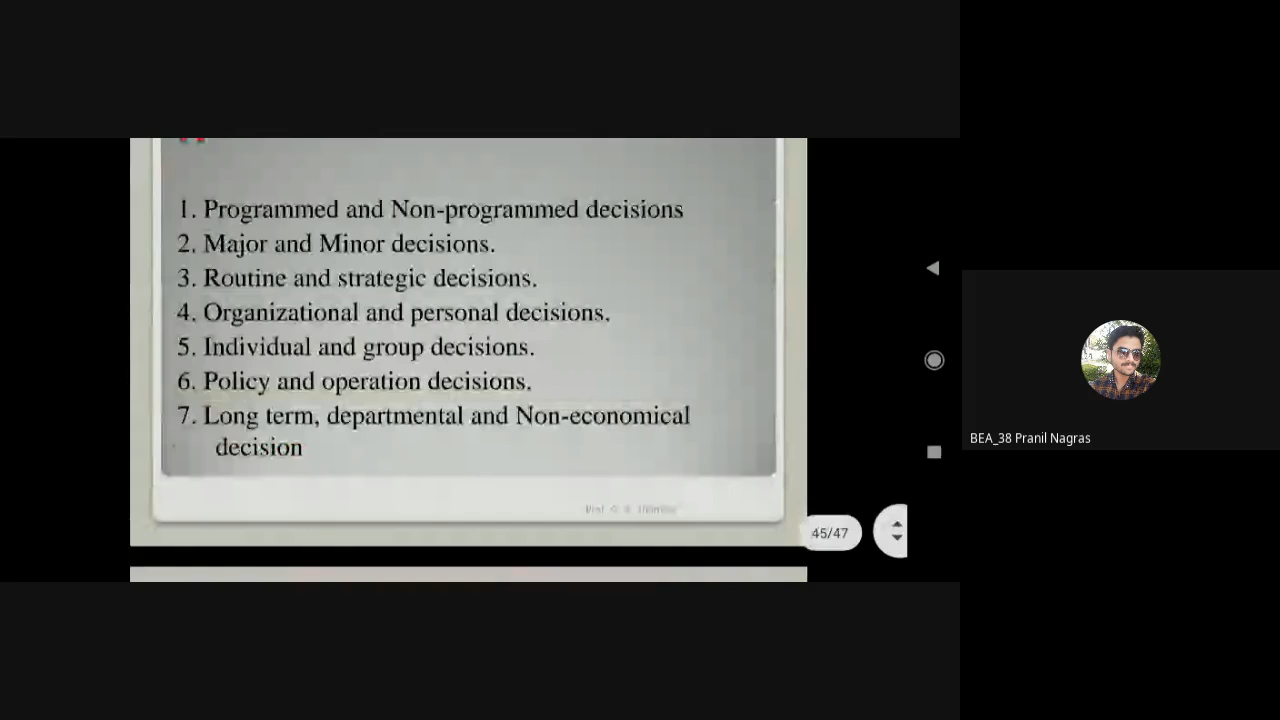 1. Programmed and Non-programmed decisions
2. Major and Minor decisions.
3. Routine and strategic decisions.
4. Organizational and personal decisions.
5. Individual and group decisions.
6. Policy and operation decisions.
7. Long term, departmental and Non-economical
decision
Prof
45/47
BEA_38 Pranil Nagras